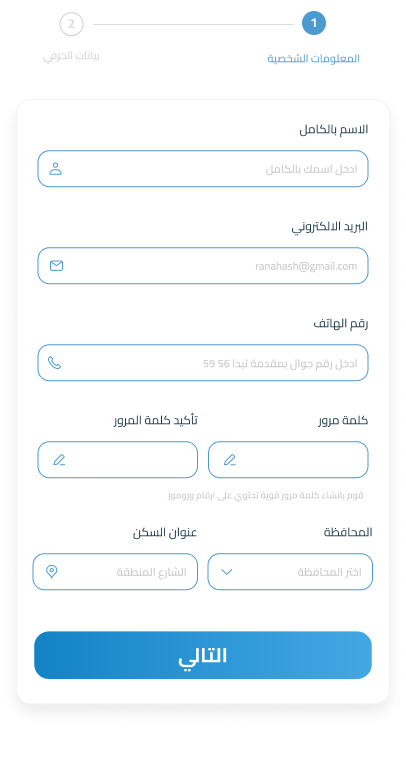 1
2
المعلومات الشخصية
بيانات الحرفي
الاسم بالكامل
ادخل اسمك بالكامل
البريد الالكتروني
ranahash@gmail.com
رقم الهاتف
ادخل رقم جوال بمقدمة تبدا 56 59
كلمة مرور
تأكيد كلمة المرور
قوم بانشاء كلمة مرور قوية تحتوي على ارقام وروموز
المحافظة
عنوان السكن
اختر المحافظة
الشارع المنطقة
التالي